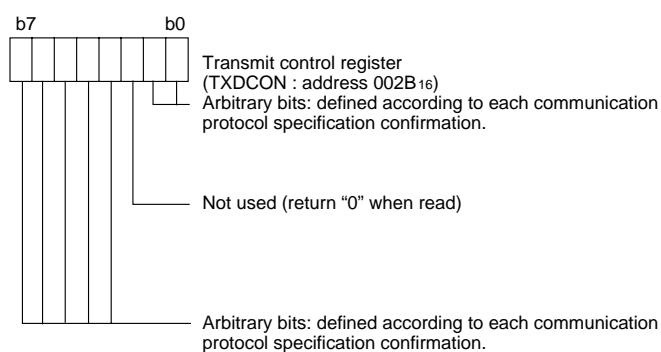 b7 b0
Transmit control register
(TXDCON : address 002B16)
Arbitrary bits: defined according to each communication
protocol specification confirmation.
Not used (return “0” when read)
Arbitrary bits: defined according to each communication
protocol specification confirmation.